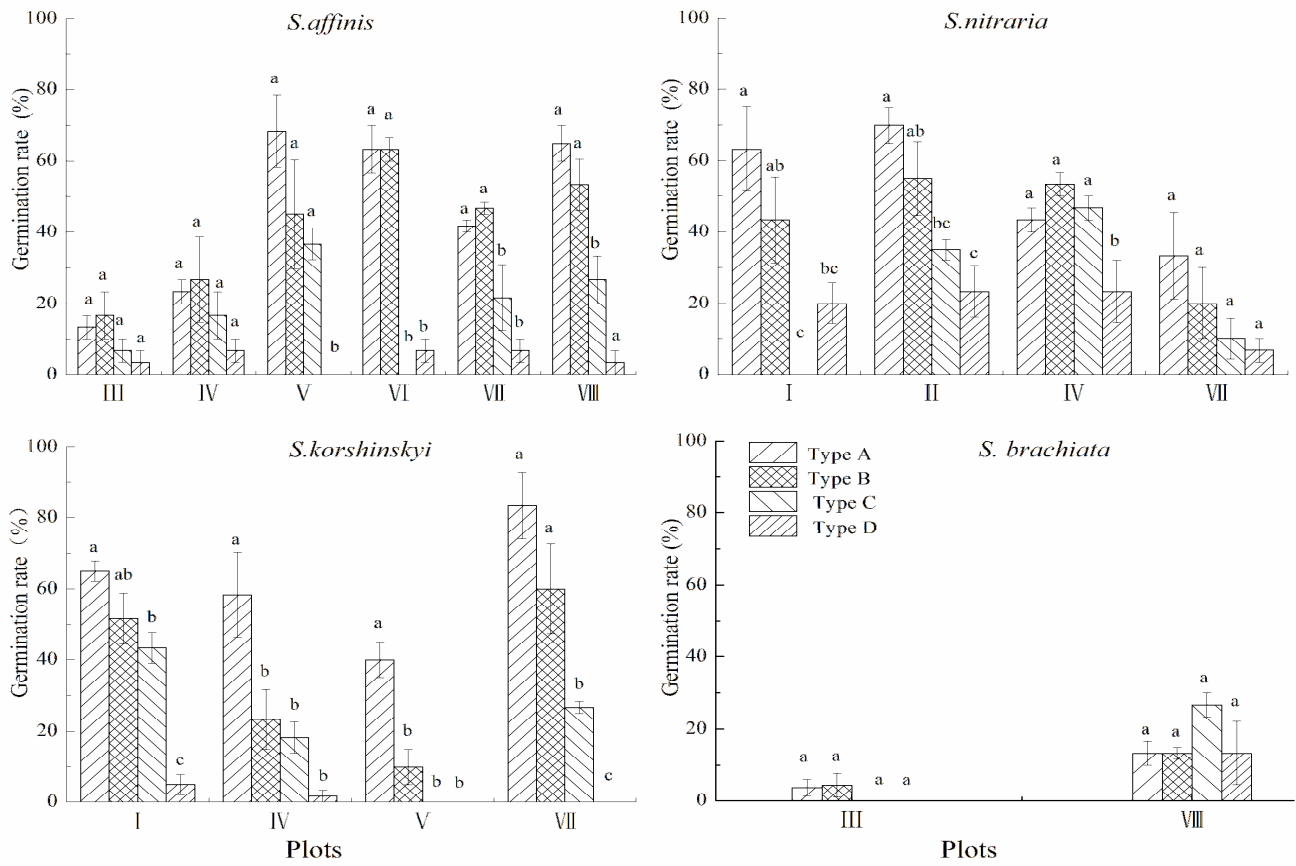 S.affinis
Germination rate (%)
100
80
60
40
20
0
a a a a
a a a a
a a a b
a a b b
a a b b
a a b a
III IV V VI VII VIII
S.nitraria
Germination rate (%)
100
80
60
40
20
0
a ab c bc
a ab bc c
a a a b
a a a a
I II IV VII
S.korshinskyi
Germination rate (%)
100
80
60
40
20
0
a ab b c
a b b b
a b b b
a a b c
I IV V VII
Plots
S. brachiata
Germination rate (%)
100
80
60
40
20
0
Type A
Type B
Type C
Type D
a a a a
a a a a
III VIII
Plots